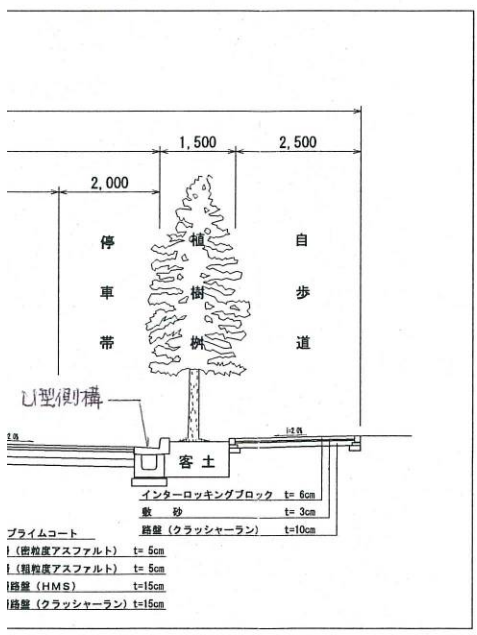 1,500
2,500
2,000
停車帯
植樹桝
自歩道
U型側構
i=2.0%
客土
インターロッキングブロック t= 6cm
敷 砂 t= 3cm
路盤（クラッシャーラン） t=10cm
プライムコート
（密粒度アスファルト） t= 5cm
（粗粒度アスファルト） t= 5cm
路盤（HMS） t=15cm
路盤（クラッシャーラン） t=15cm